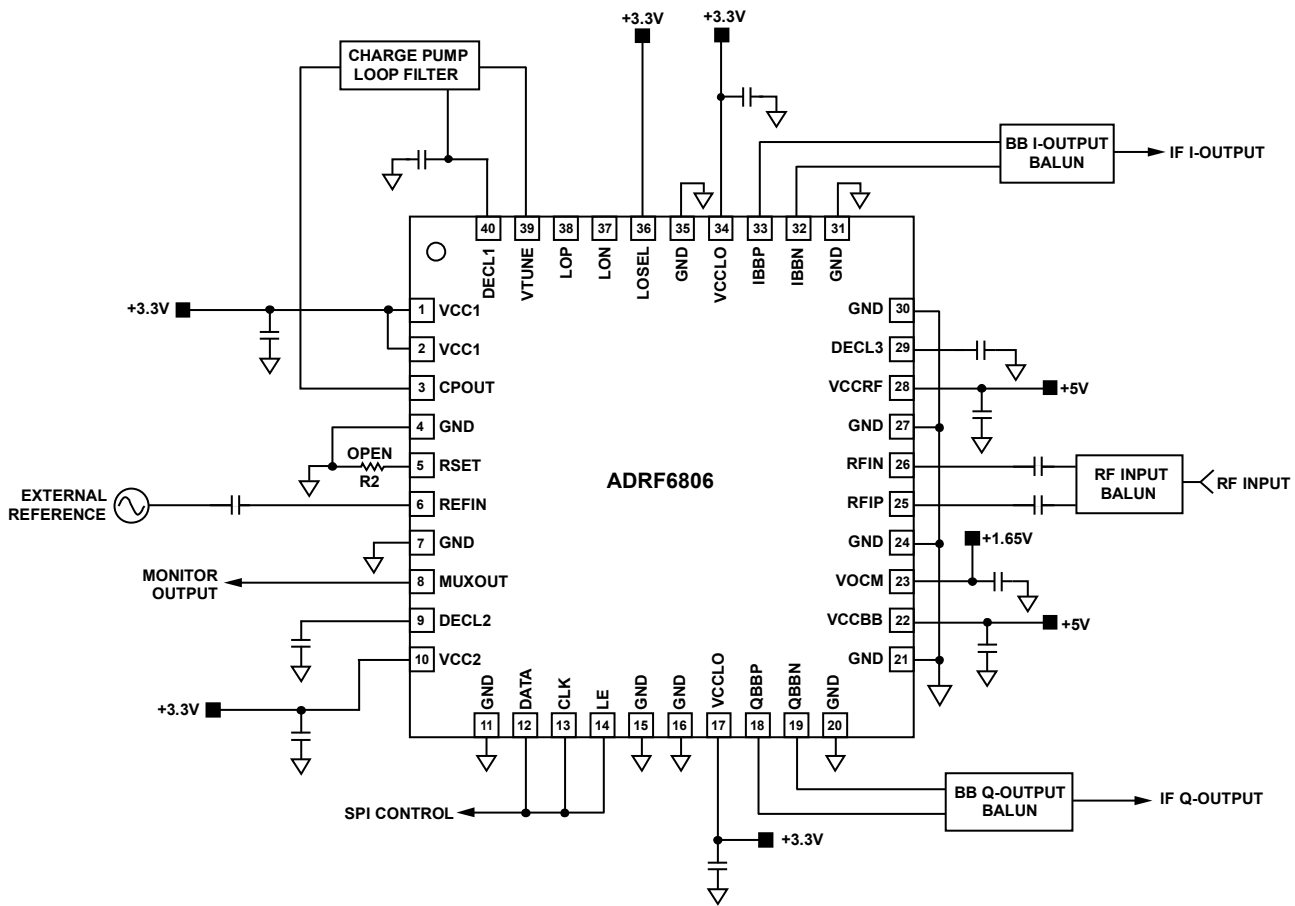 +3.3V
+3.3V
CHARGE PUMP
LOOP FILTER
BB I-OUTPUT
BALUN
IF I-OUTPUT
40
39
38
37
36
35
34
33
32
31
DECL1
VTUNE
LOP
LON
LOSEL
GND
VCCLO
IBBP
IBBN
GND
+3.3V
1
VCC1
2
VCC1
3
CPOUT
4
GND
OPEN
R2
5
RSET
EXTERNAL
REFERENCE
6
REFIN
7
GND
MONITOR
OUTPUT
8
MUXOUT
9
DECL2
10
VCC2
+3.3V
ADRF6806
GND
30
DECL3
29
VCCRF
28
+5V
GND
27
RFIN
26
RF INPUT
BALUN
RF INPUT
RFIP
25
GND
24
+1.65V
VOCM
23
VCCBB
22
+5V
GND
21
GND
DATA
CLK
LE
GND
GND
VCCLO
QBBP
QBBN
GND
11
12
13
14
15
16
17
18
19
20
SPI CONTROL
BB Q-OUTPUT
BALUN
IF Q-OUTPUT
+3.3V